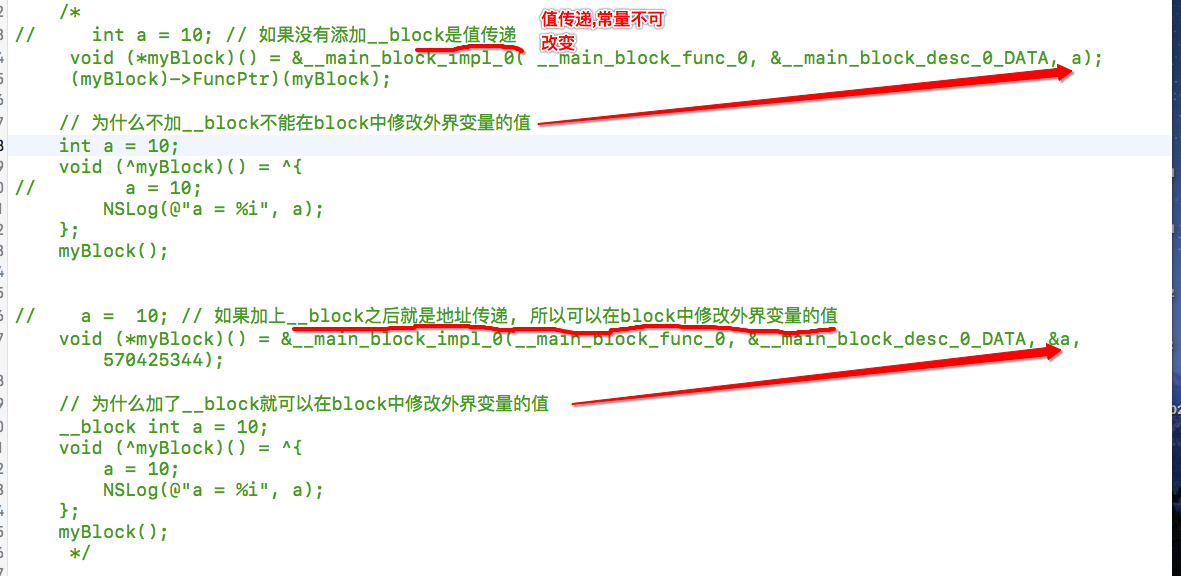 /*
值传递,常量不可
改变
// int a = 10; // 如果没有添加__block是值传递
void (*myBlock)() = &__main_block_impl_0( __main_block_func_0, &__main_block_desc_0_DATA, a);
(myBlock)->FuncPtr)(myBlock);
// 为什么不加__block不能在block中修改外界变量的值
int a = 10;
void (^myBlock)() = ^{
// a = 10;
NSLog(@"a = %i", a);
};
myBlock();
// a = 10; // 如果加上__block之后就是地址传递, 所以可以在block中修改外界变量的值
void (*myBlock)() = &__main_block_impl_0(__main_block_func_0, &__main_block_desc_0_DATA, &a,
570425344);
// 为什么加了__block就可以在block中修改外界变量的值
__block int a = 10;
void (^myBlock)() = ^{
a = 10;
NSLog(@"a = %i", a);
};
myBlock();
*/